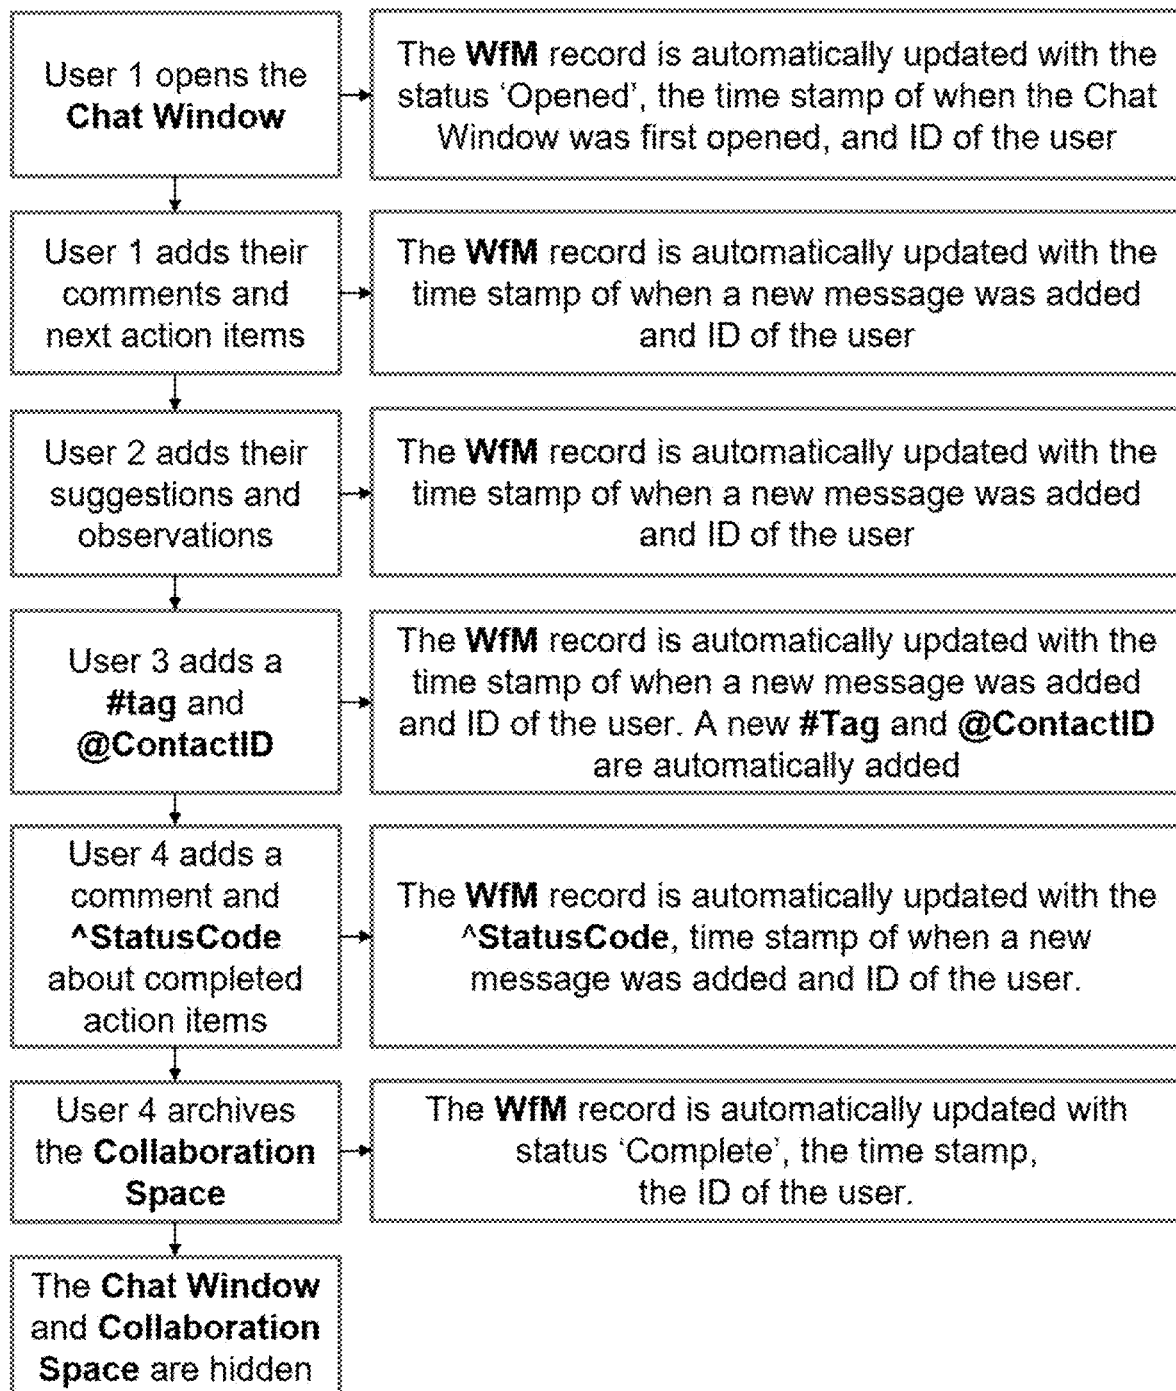 User 1 opens the
Chat Window
The WfM record is automatically updated with the
status ‘Opened’, the time stamp of when the Chat
Window was first opened, and ID of the user
User 1 adds their
comments and
next action items
The WfM record is automatically updated with the
time stamp of when a new message was added
and ID of the user
User 2 adds their
suggestions and
observations
The WfM record is automatically updated with the
time stamp of when a new message was added
and ID of the user
User 3 adds a
#tag and
@ContactID
The WfM record is automatically updated with the
time stamp of when a new message was added
and ID of the user. A new #Tag and @ContactID
are automatically added
User 4 adds a
comment and
^StatusCode
about completed
action items
The WfM record is automatically updated with the
^StatusCode, time stamp of when a new
message was added and ID of the user.
User 4 archives
the Collaboration
Space
The WfM record is automatically updated with
status ‘Complete’, the time stamp,
the ID of the user.
The Chat Window
and Collaboration
Space are hidden